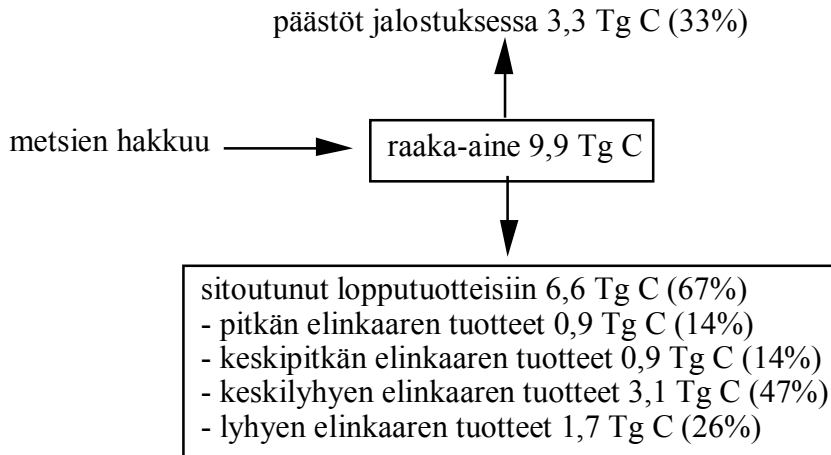 päästöt jalostuksessa 3,3 Tg C (33%)
metsien hakkuu
raaka-aine 9,9 Tg C
sitoutunut lopputuotteisiin 6,6 Tg C (67%)
- pitkän elinkaaren tuotteet 0,9 Tg C (14%)
- keskipitkän elinkaaren tuotteet 0,9 Tg C (14%)
- keskilyhyen elinkaaren tuotteet 3,1 Tg C (47%)
- lyhyen elinkaaren tuotteet 1,7 Tg C (26%)